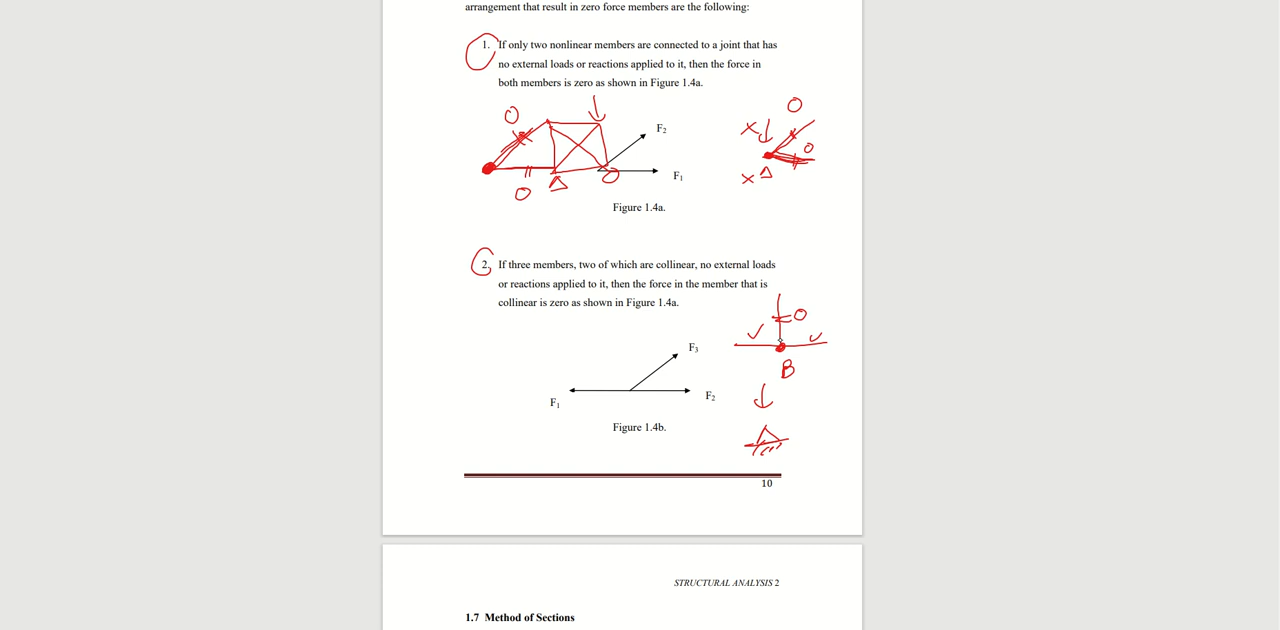 arrangement that result in zero force members are the following:
1. If only two nonlinear members are connected to a joint that has
no external loads or reactions applied to it, then the force in
both members is zero as shown in Figure 1.4a.
O
O
F2
F1
O
O
X
X
Figure 1.4a.
2. If three members, two of which are collinear, no external loads
or reactions applied to it, then the force in the member that is
collinear is zero as shown in Figure 1.4a.
O
B
F3
F1
F2
Figure 1.4b.
10
STRUCTURAL ANALYSIS 2
1.7 Method of Sections